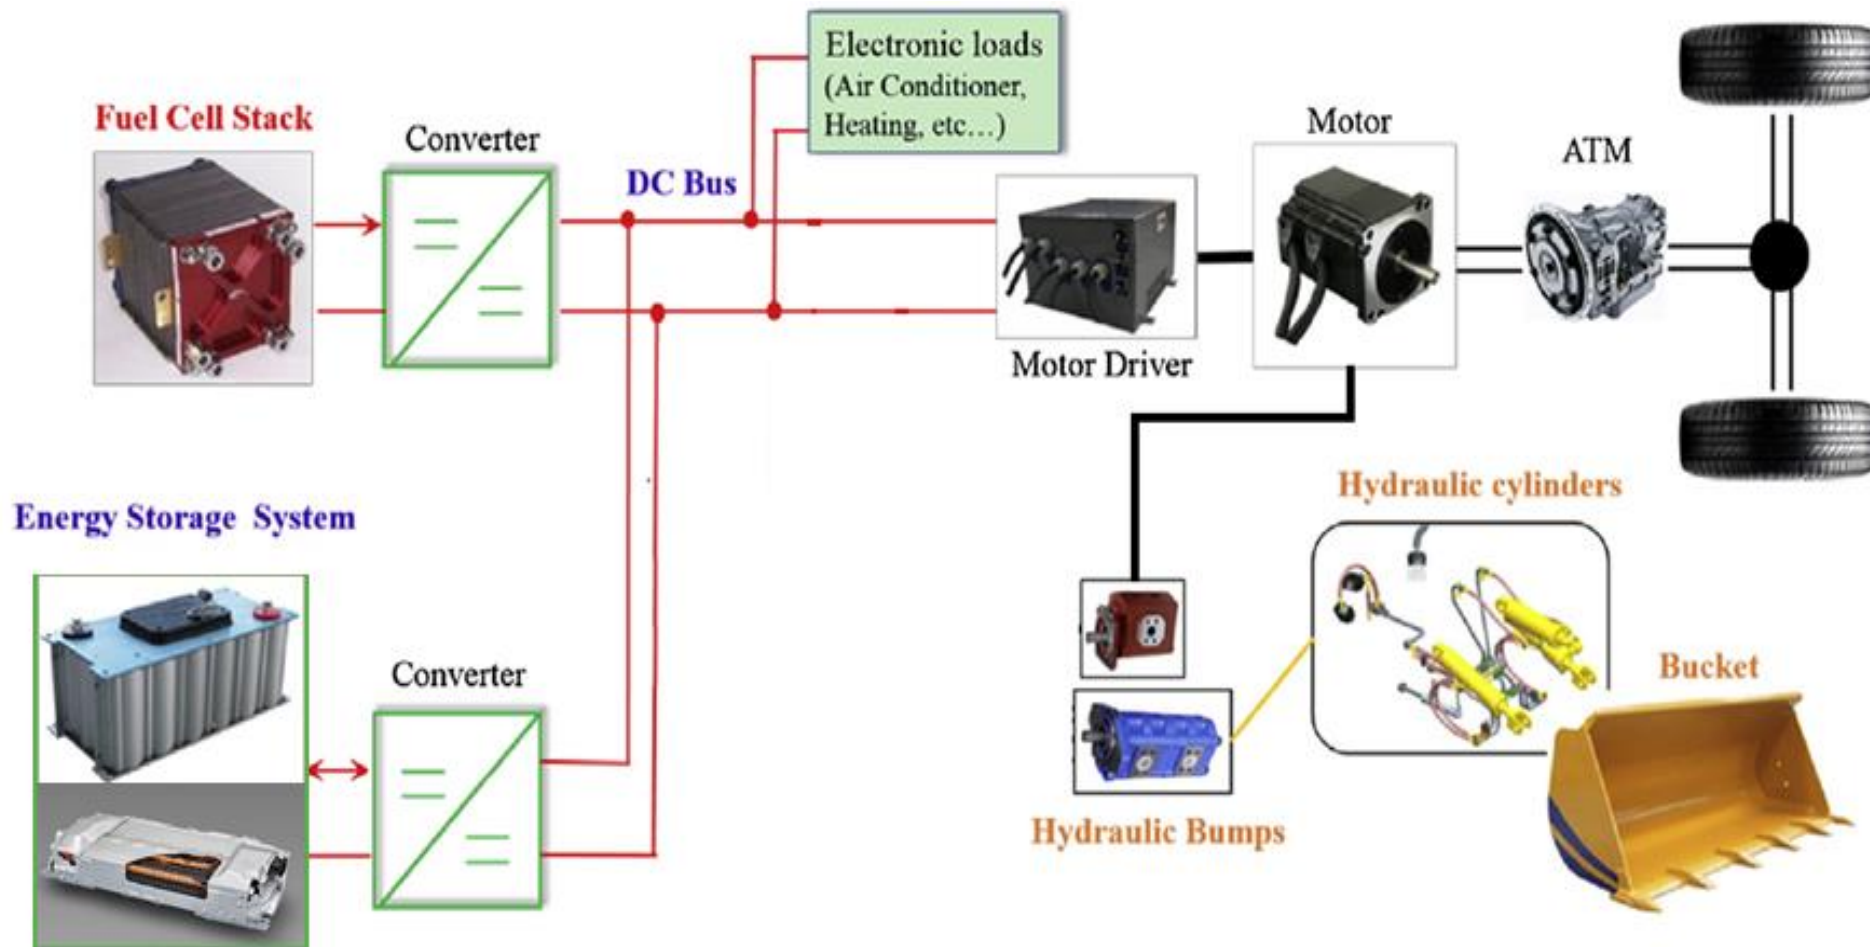 Electronic loads
(Air Conditioner,
Heating, etc...)
Fuel Cell Stack
Converter
DC Bus
Motor
ATM
Motor Driver
Hydraulic cylinders
Energy Storage System
Converter
Bucket
Hydraulic Bumps